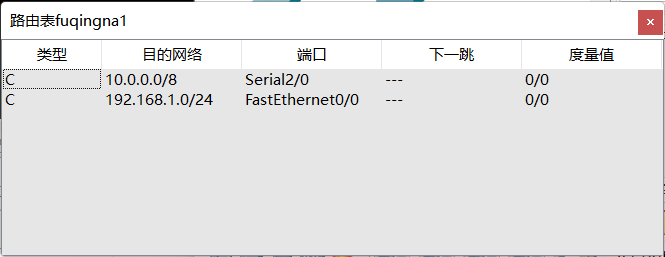 路由表fuqingna1
类型 目的网络 端口 下一跳 度量值
C 10.0.0.0/8 Serial2/0 --- 0/0
C 192.168.1.0/24 FastEthernet0/0 --- 0/0